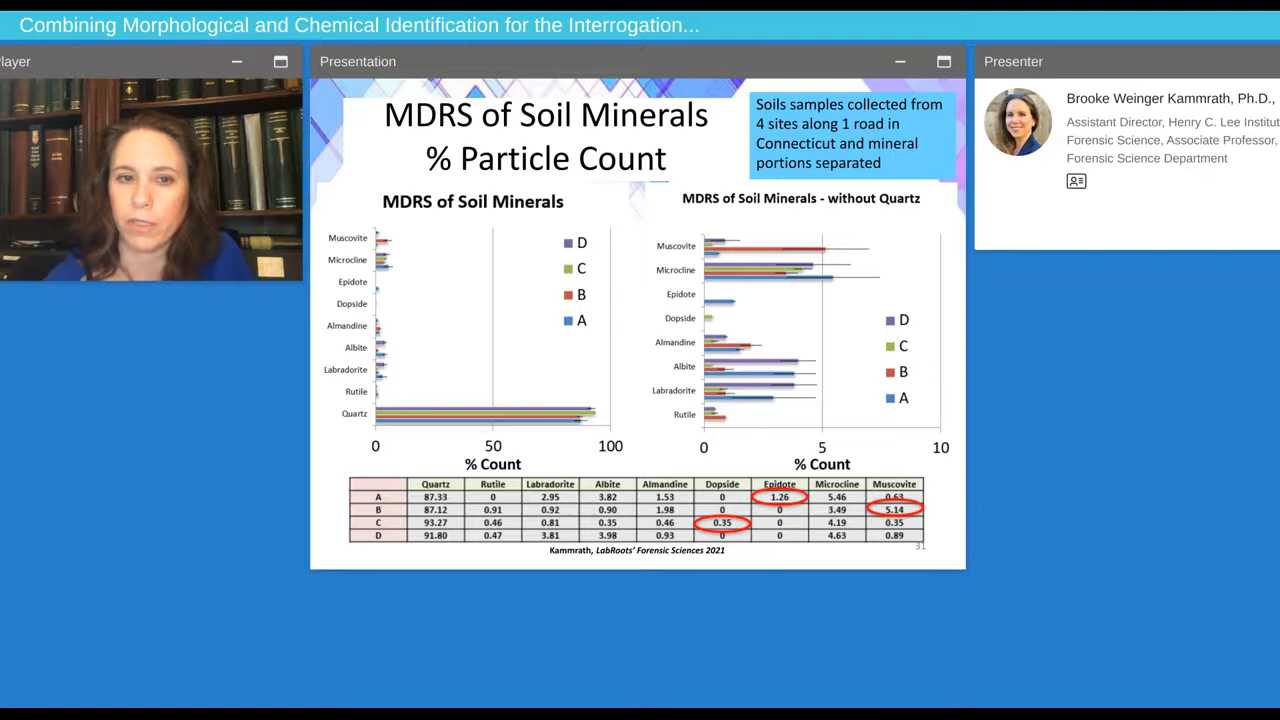 Combining Morphological and Chemical Identification for the Interrogation...
layer
Presentation
Presenter
MDRS of Soil Minerals
% Particle Count
Soils samples collected from
4 sites along 1 road in
Connecticut and mineral
portions separated
Brooke Weinger Kammrath, Ph.D.,
Assistant Director, Henry C. Lee Institut
Forensic Science, Associate Professor,
Forensic Science Department
MDRS of Soil Minerals
Muscovite
Microcline
Epidote
Dopside
Almandine
Albite
Labradorite
Rutile
Quartz
D
C
B
A
0 50 100
% Count
MDRS of Soil Minerals - without Quartz
Muscovite
Microcline
Epidote
Dopside
Almandine
Albite
Labradorite
Rutile
D
C
B
A
0 5 10
% Count
Quartz Rutile Labradorite Albite Almandine Dopside Epidote Microcline Muscovite
A 87.33 0 2.95 3.82 1.53 0 1.26 5.46 0.63
B 87.12 0.91 0.92 0.90 1.98 0 0 3.49 5.14
C 93.27 0.46 0.81 0.35 0.46 0.35 0 4.19 0.35
D 91.80 0.47 3.81 3.98 0.93 0 0 4.63 0.89
Kammrath, LabRoots' Forensic Sciences 2021
31